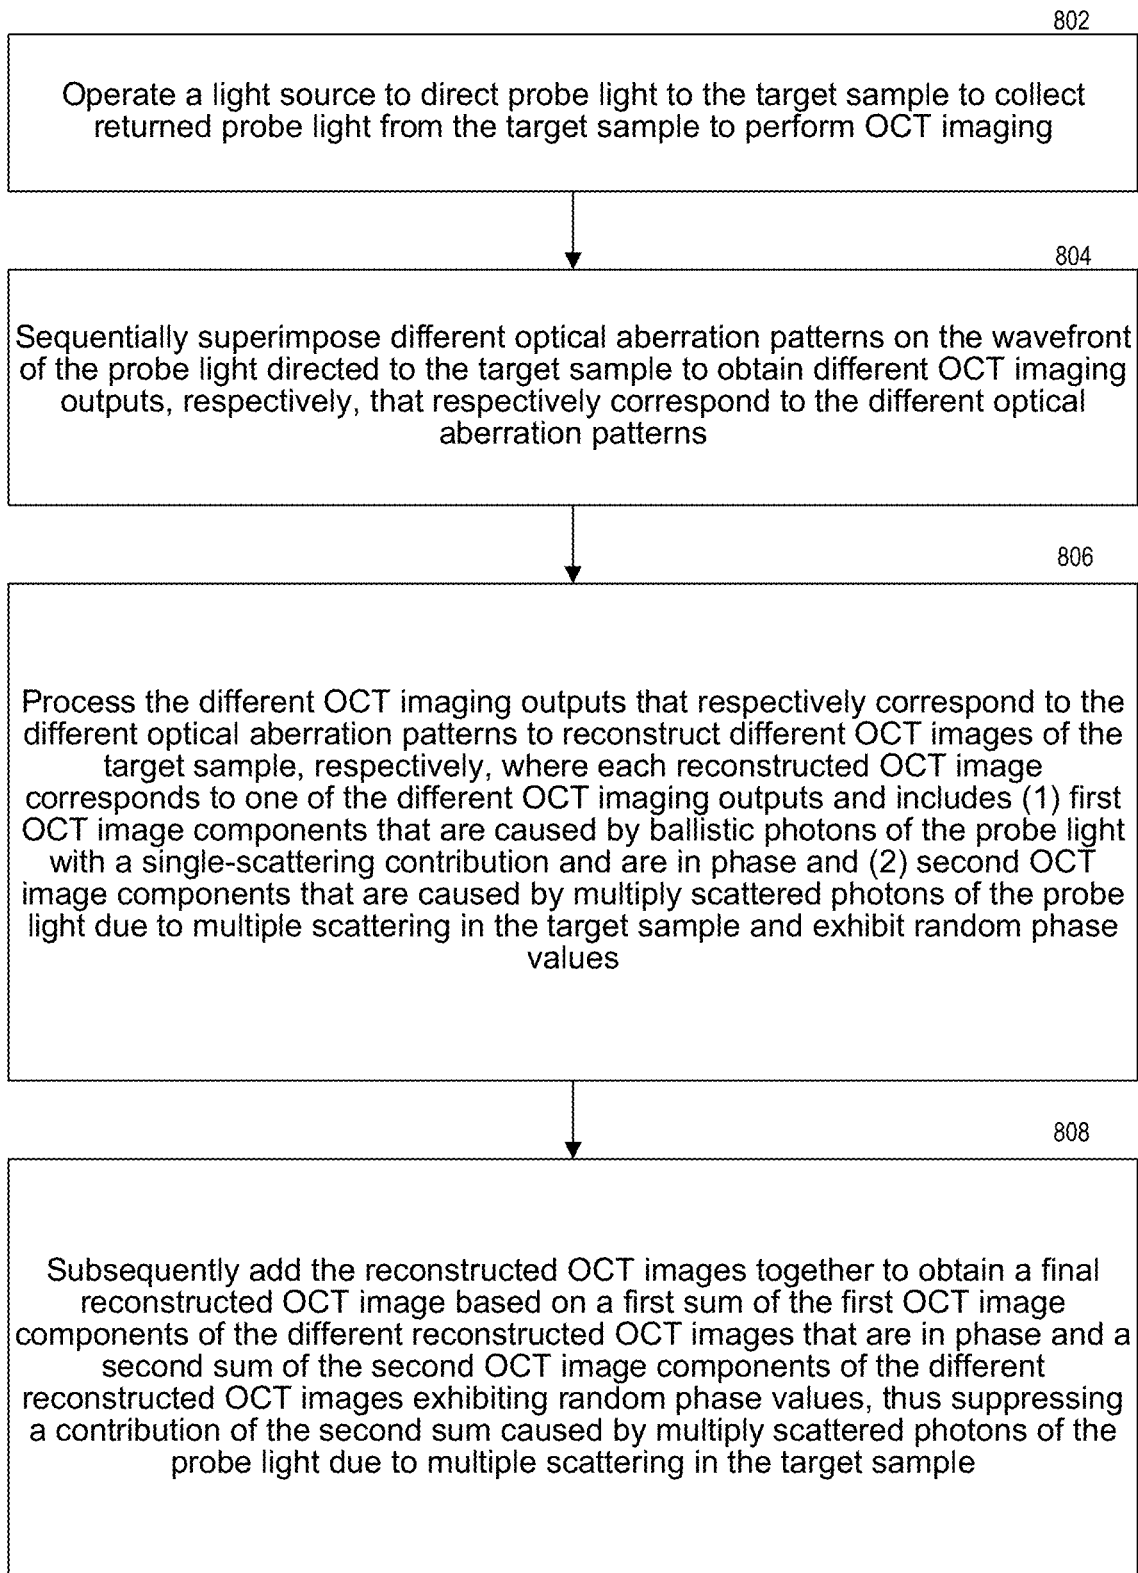 802
Operate a light source to direct probe light to the target sample to collect
returned probe light from the target sample to perform OCT imaging
804
Sequentially superimpose different optical aberration patterns on the wavefront
of the probe light directed to the target sample to obtain different OCT imaging
outputs, respectively, that respectively correspond to the different optical
aberration patterns
806
Process the different OCT imaging outputs that respectively correspond to the
different optical aberration patterns to reconstruct different OCT images of the
target sample, respectively, where each reconstructed OCT image
corresponds to one of the different OCT imaging outputs and includes (1) first
OCT image components that are caused by ballistic photons of the probe light
with a single-scattering contribution and are in phase and (2) second OCT
image components that are caused by multiply scattered photons of the probe
light due to multiple scattering in the target sample and exhibit random phase
values
808
Subsequently add the reconstructed OCT images together to obtain a final
reconstructed OCT image based on a first sum of the first OCT image
components of the different reconstructed OCT images that are in phase and a
second sum of the second OCT image components of the different
reconstructed OCT images exhibiting random phase values, thus suppressing
a contribution of the second sum caused by multiply scattered photons of the
probe light due to multiple scattering in the target sample